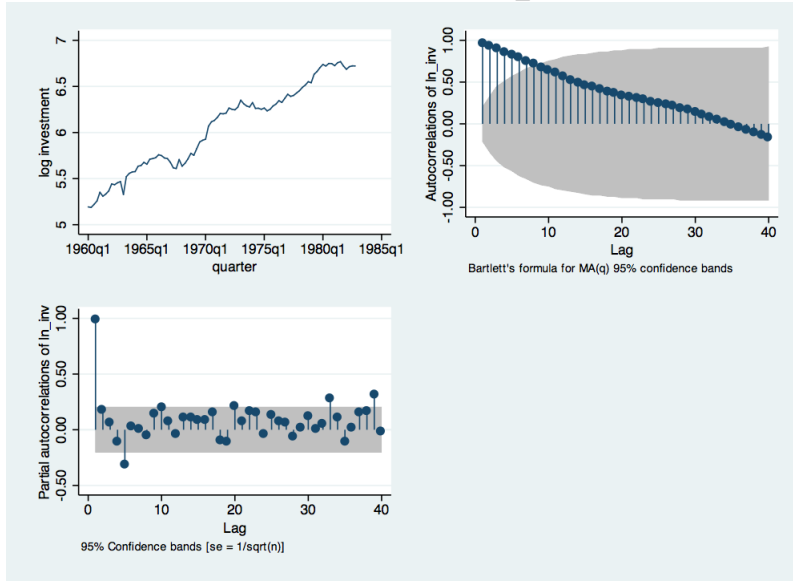 log investment
7
6.5
6
5.5
5
1960q1 1965q1 1970q1 1975q1 1980q1 1985q1
quarter
Autocorrelations of ln_inv
1.00
0.50
0.00
-0.50
-1.00
0 10 20 30 40
Lag
Bartlett's formula for MA(q) 95% confidence bands
Partial autocorrelations of ln_inv
1.00
0.50
0.00
-0.50
0 10 20 30 40
Lag
95% Confidence bands [se = 1/sqrt(n)]